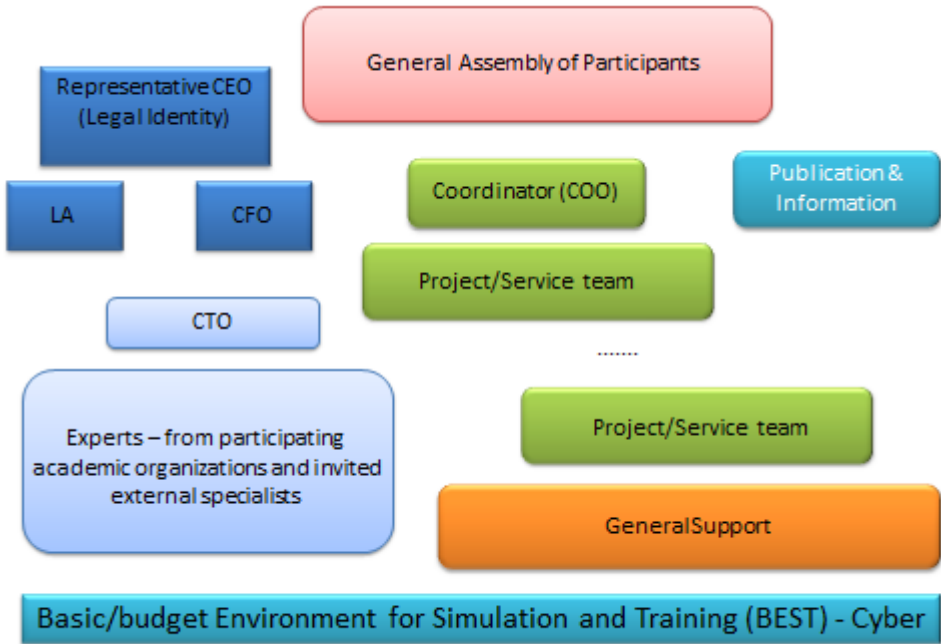 General Assembly of Participants
Representative CEO
(Legal Identity)
LA
CFO
Coordinator (COO)
Publication &
Information
Project/Service team
CTO
.......
Experts – from participating
academic organizations and invited
external specialists
Project/Service team
General Support
Basic/budget Environment for Simulation and Training (BEST) - Cyber